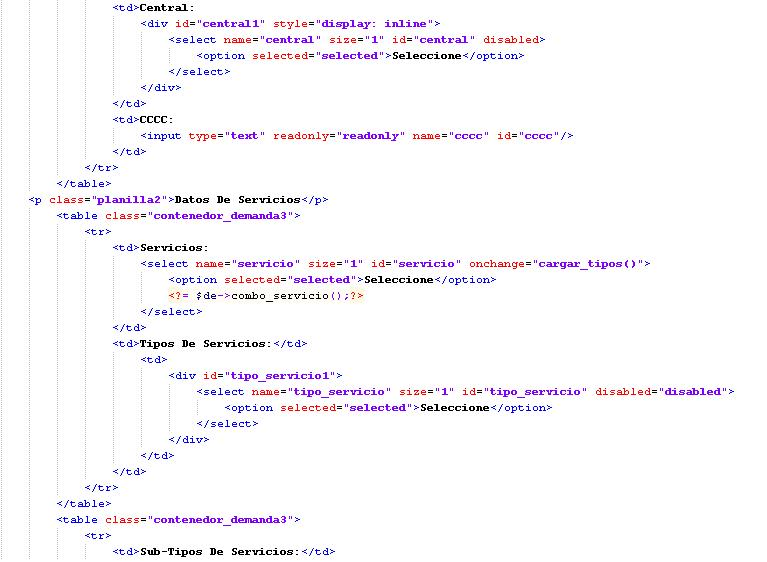 <td>Central:
<div id="central1" style="display: inline">
<select name="central" size="1" id="central" disabled>
<option selected="selected">Seleccione</option>
</select>
</div>
</td>
<td>CCCC:
<input type="text" readonly="readonly" name="cccc" id="cccc"/>
</td>
</tr>
</table>
<p class="planilla2">Datos De Servicios</p>
<table class="contenedor_demanda3">
<tr>
<td>Servicios:
<select name="servicio" size="1" id="servicio" onchange="cargar_tipos()">
<option selected="selected">Seleccione</option>
<?= $de->combo_servicio();?>
</select>
</td>
<td>Tipos De Servicios:</td>
<td>
<div id="tipo_servicio1">
<select name="tipo_servicio" size="1" id="tipo_servicio" disabled="disabled">
<option selected="selected">Seleccione</option>
</select>
</div>
</td>
</td>
</tr>
</table>
<table class="contenedor_demanda3">
<tr>
<td>Sub-Tipos De Servicios:</td>